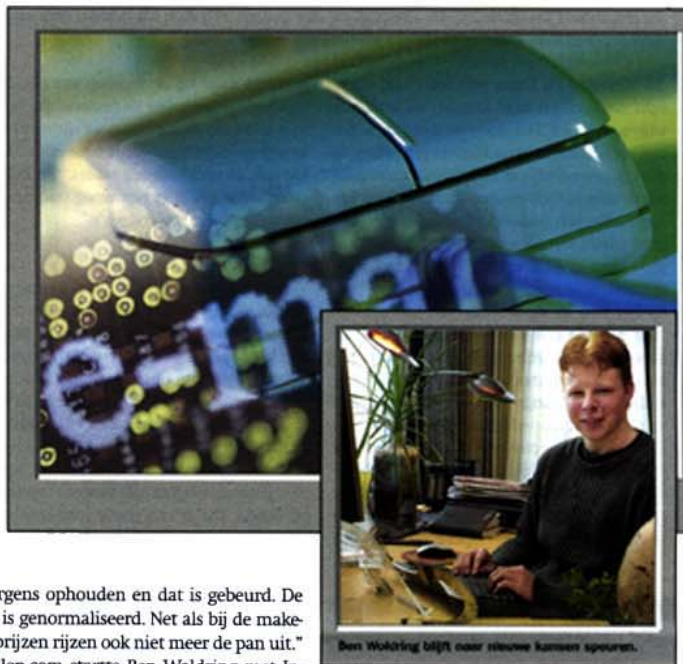 e-mai
rgens ophouden en dat is gebeurd. De
is genormaliseerd. Net als bij de make-
prijzen rijzen ook niet meer de pan uit."
Ben Woldring blijft naar nieuwe kansen speuren.